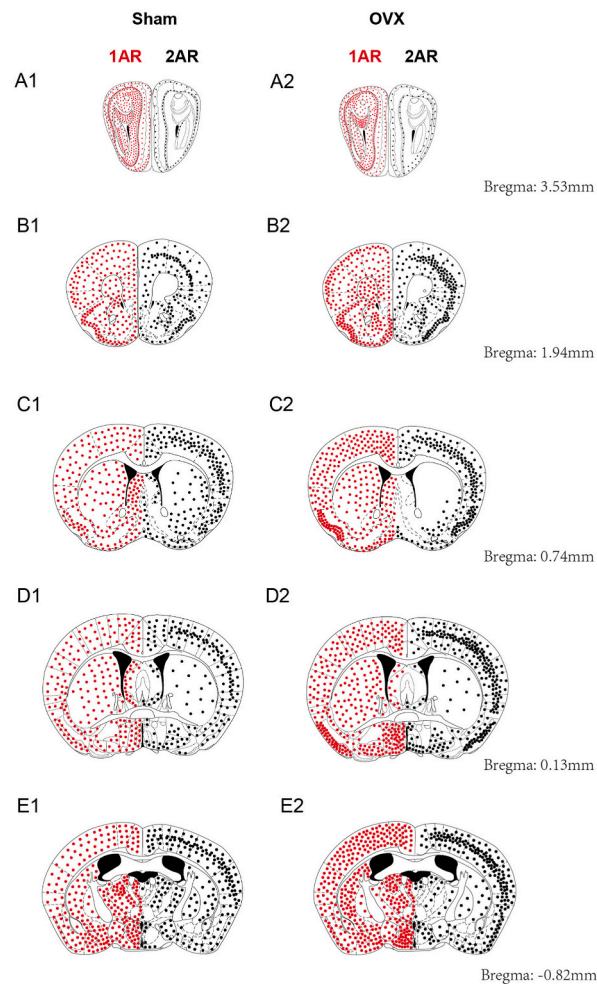 Sham OVX
1AR 2AR 1AR 2AR
A1 A2
Bregma: 3.53mm
B1 B2
Bregma: 1.94mm
C1 C2
Bregma: 0.74mm
D1 D2
Bregma: 0.13mm
E1 E2
Bregma: -0.82mm